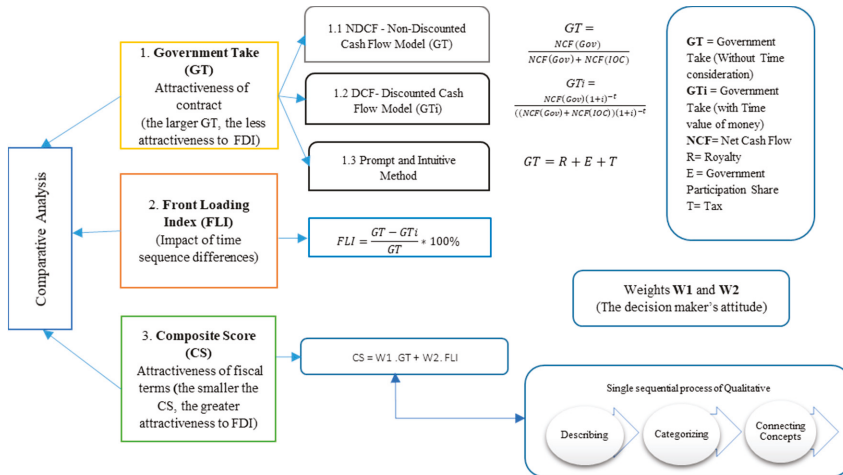 Comparative Analysis
1. Government Take
(GT)
Attractiveness of
contract
(the larger GT, the less
attractiveness to FDI)
1.1 NDCF - Non-Discounted
Cash Flow Model (GT)
1.2 DCF- Discounted Cash
Flow Model (GTi)
1.3 Prompt and Intuitive
Method
GT =
NCF(Gov)
NCF(Gov) + NCF(IOC)
GTi =
NCF(Gov)(1+i)^-t
((NCF(Gov)+NCF(IOC))(1+i)^-t
GT = R + E + T
GT = Government
Take (Without Time
consideration)
GTi = Government
Take (with Time
value of money)
NCF= Net Cash Flow
R= Royalty
E = Government
Participation Share
T= Tax
2. Front Loading
Index (FLI)
(Impact of time
sequence differences)
FLI = (GT − GTi)/GT * 100%
Weights W1 and W2
(The decision maker's attitude)
3. Composite Score
(CS)
Attractiveness of fiscal
terms (the smaller the
CS, the greater
attractiveness to FDI)
CS = W1 .GT + W2. FLI
Single sequential process of Qualitative
Describing
Categorizing
Connecting
Concepts